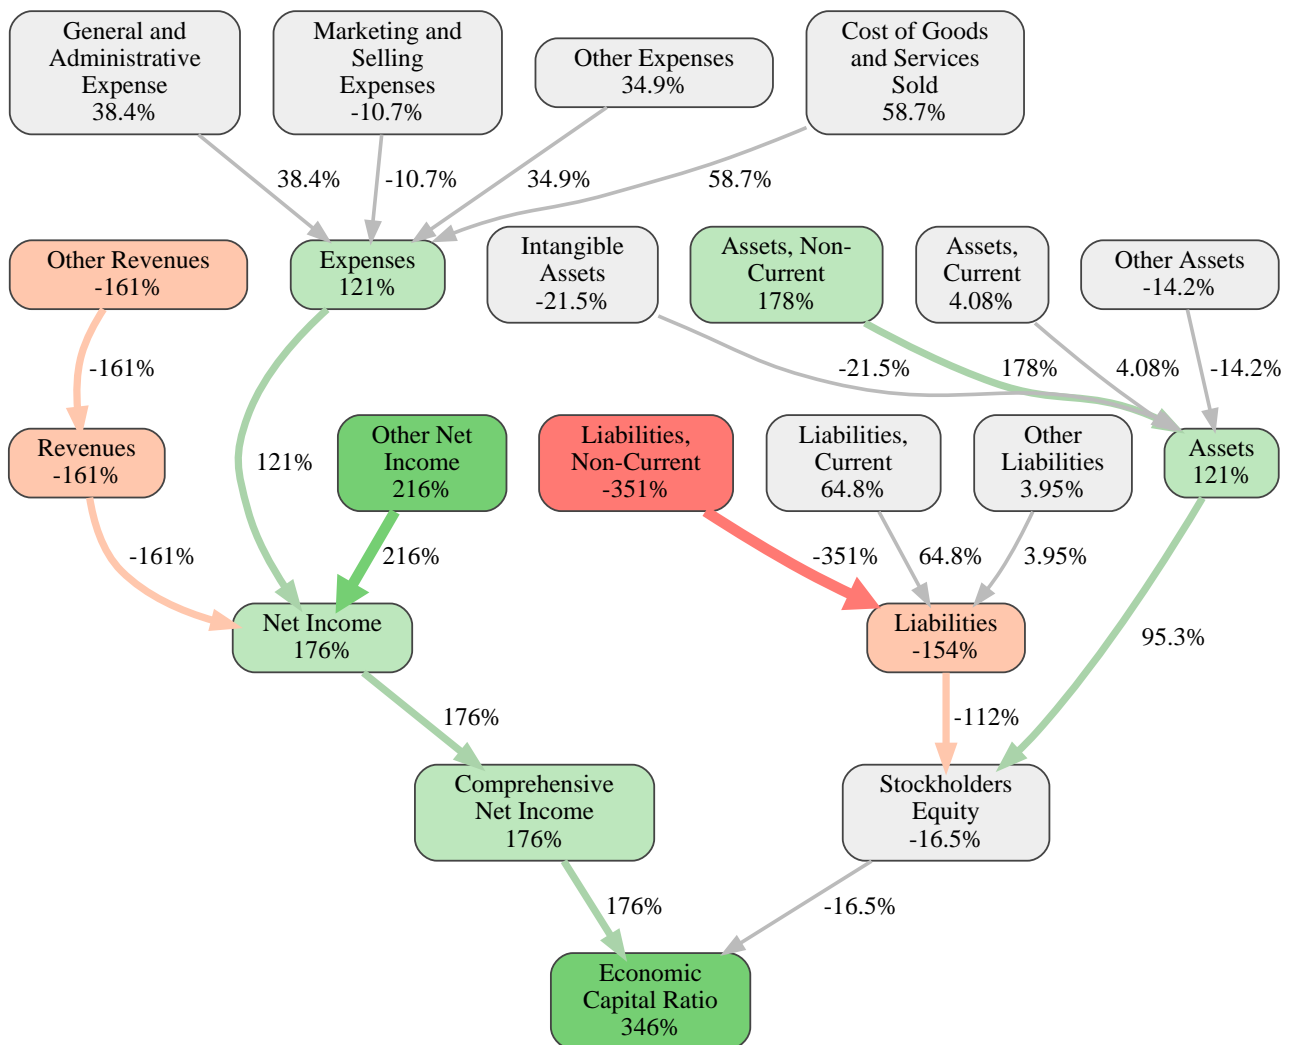 General and
Administrative
Expense
38.4%
Marketing and
Selling
Expenses
-10.7%
Other Expenses
34.9%
Cost of Goods
and Services
Sold
58.7%
38.4%
-10.7%
34.9%
58.7%
Other Revenues
-161%
Expenses
121%
Intangible
Assets
-21.5%
Assets, Non-
Current
178%
Assets,
Current
4.08%
Other Assets
-14.2%
-161%
-21.5%
178%
4.08%
-14.2%
Revenues
-161%
121%
Other Net
Income
216%
Liabilities,
Non-Current
-351%
Liabilities,
Current
64.8%
Other
Liabilities
3.95%
Assets
121%
-161%
216%
-351%
64.8%
3.95%
Net Income
176%
Liabilities
-154%
95.3%
176%
-112%
Comprehensive
Net Income
176%
Stockholders
Equity
-16.5%
176%
-16.5%
Economic
Capital Ratio
346%